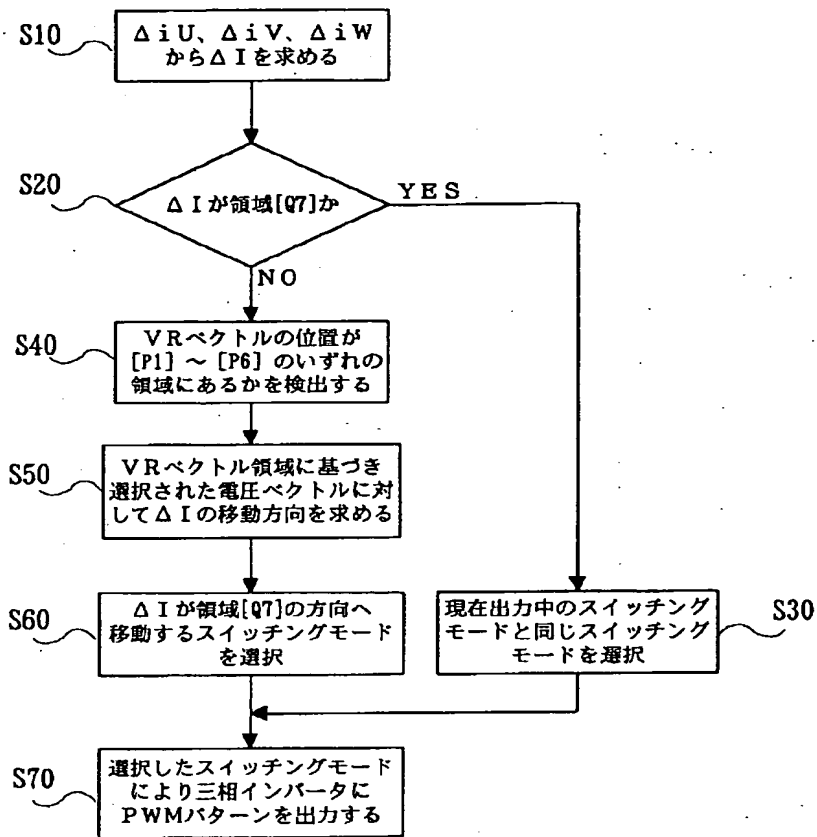 S10
ΔiU、ΔiV、ΔiW
からΔIを求める
S20
ΔIが領域[Q7]か
YES
NO
S40
VRベクトルの位置が
[P1]～[P6]のいずれの
領域にあるかを検出する
S50
VRベクトル領域に基づき
選択された電圧ベクトルに対
してΔIの移動方向を求める
S60
ΔIが領域[Q7]の方向へ
移動するスイッチングモード
を選択
現在出力中のスイッチング
モードと同じスイッチング
モードを選択
S30
S70
選択したスイッチングモード
により三相インバータに
PWMパターンを出力する